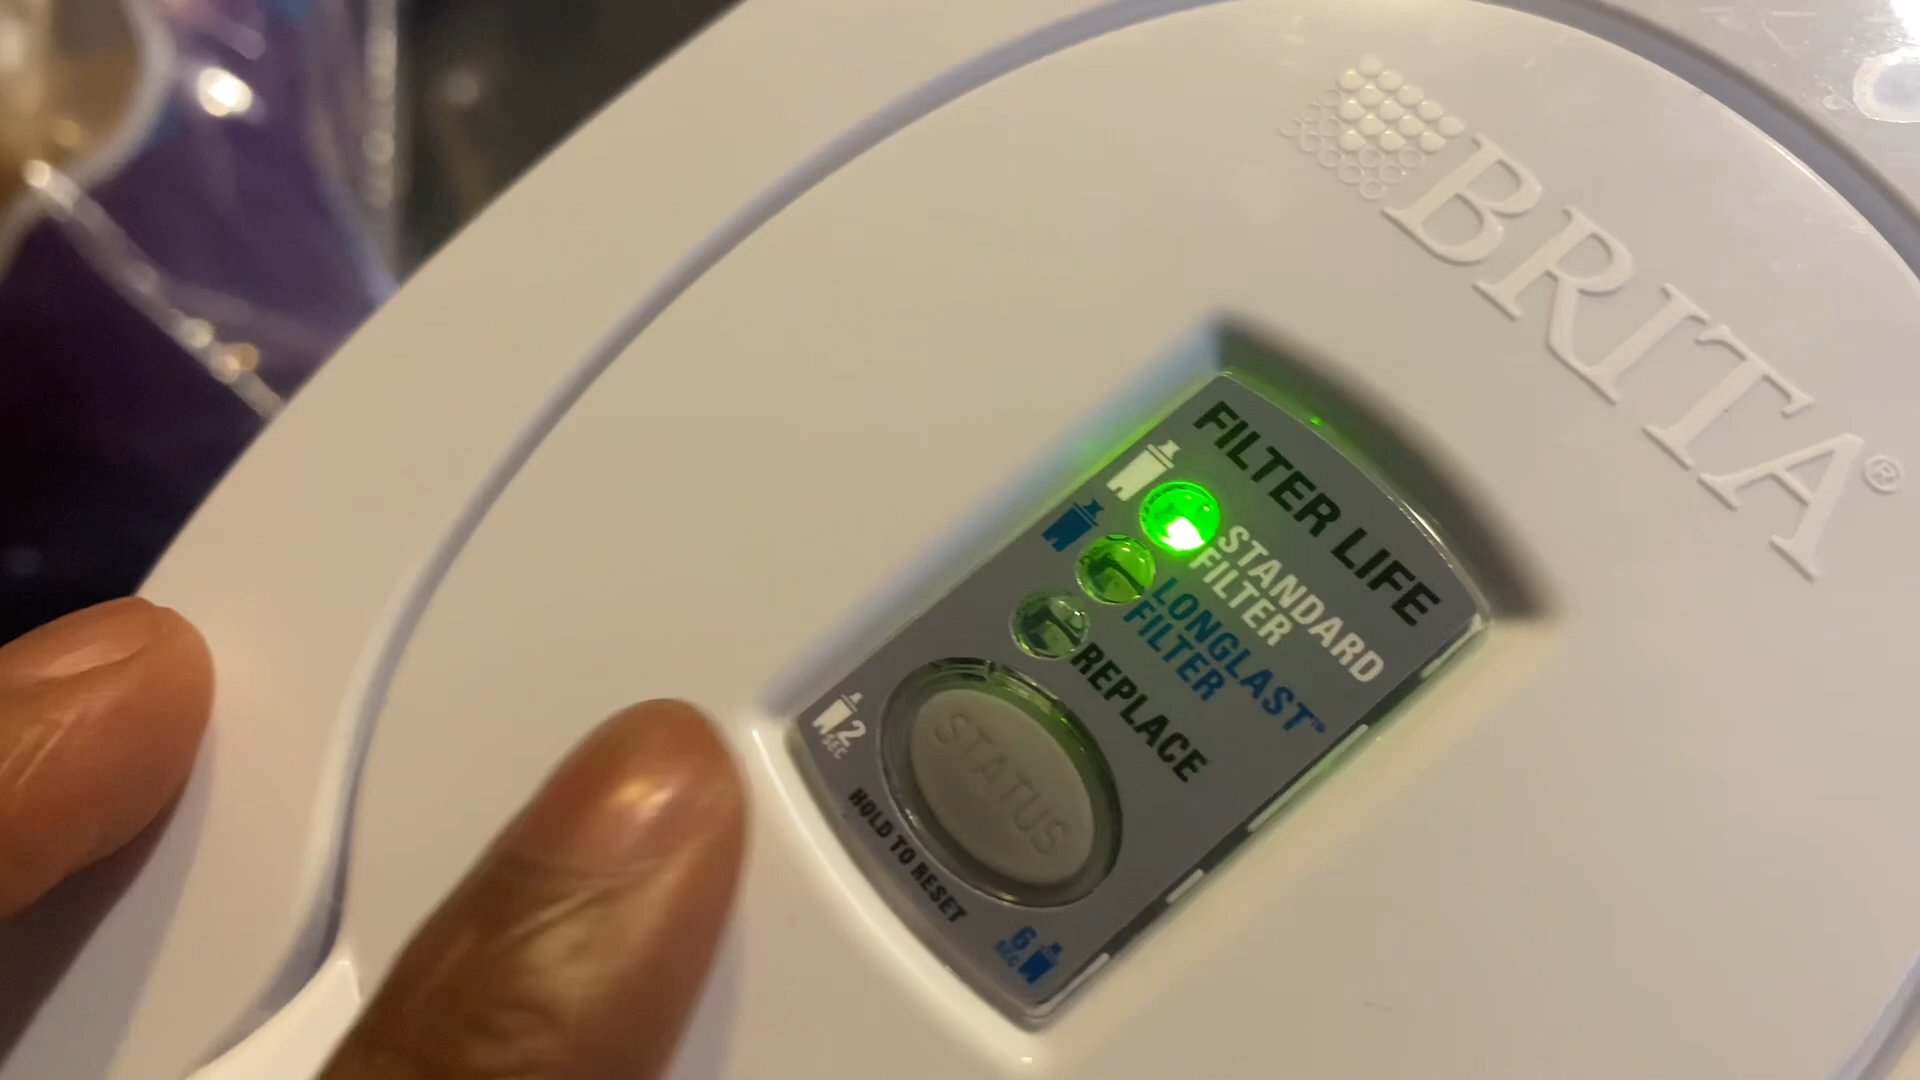 BRITA®
FILTER LIFE
STANDARD
FILTER
LONGLAST™
FILTER
REPLACE
STATUS
2
SEC
HOLD TO RESET
6
SEC